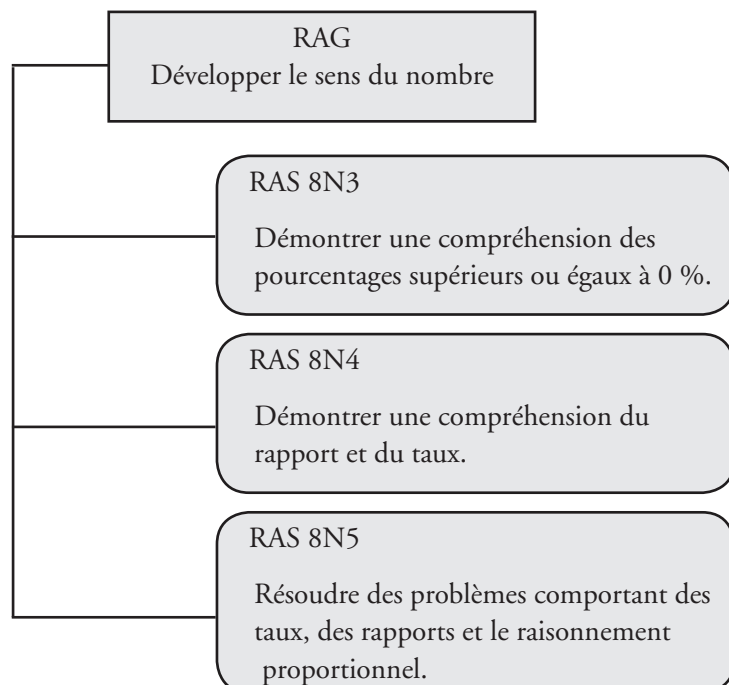 RAG
Développer le sens du nombre
RAS 8N3
Démontrer une compréhension des
pourcentages supérieurs ou égaux à 0 %.
RAS 8N4
Démontrer une compréhension du
rapport et du taux.
RAS 8N5
Résoudre des problèmes comportant des
taux, des rapports et le raisonnement
proportionnel.